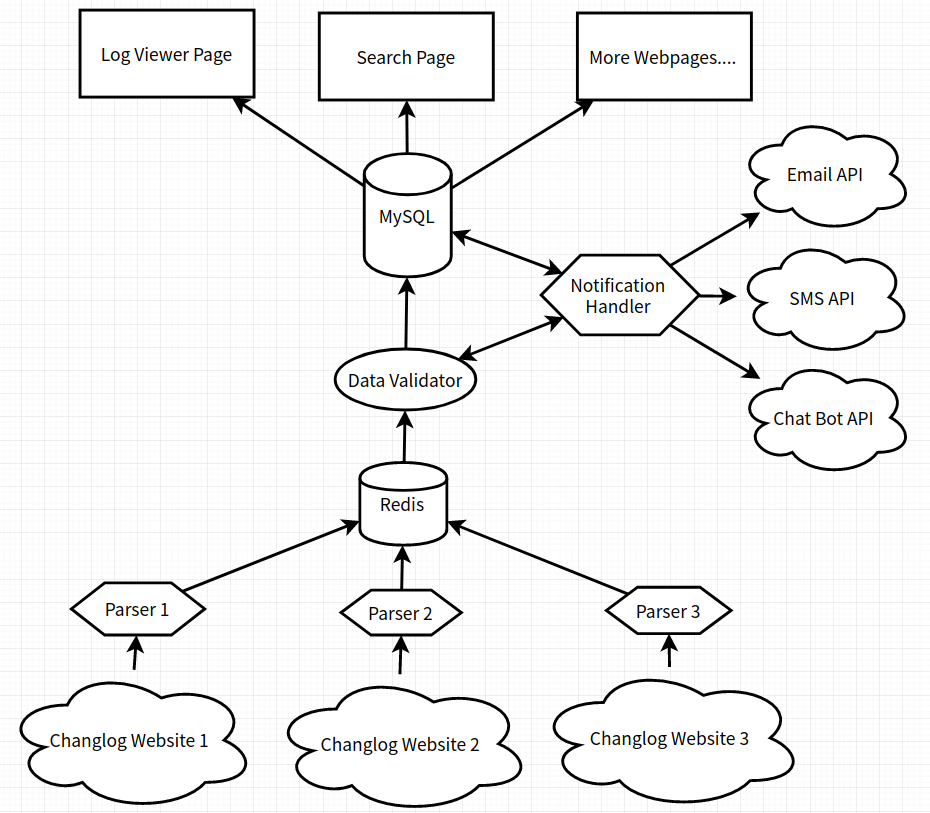 Log Viewer Page
Search Page
More Webpages....
Email API
MySQL
Notification
Handler
SMS API
Data Validator
Chat Bot API
Redis
Parser 1
Parser 2
Parser 3
Changlog Website 1
Changlog Website 2
Changlog Website 3